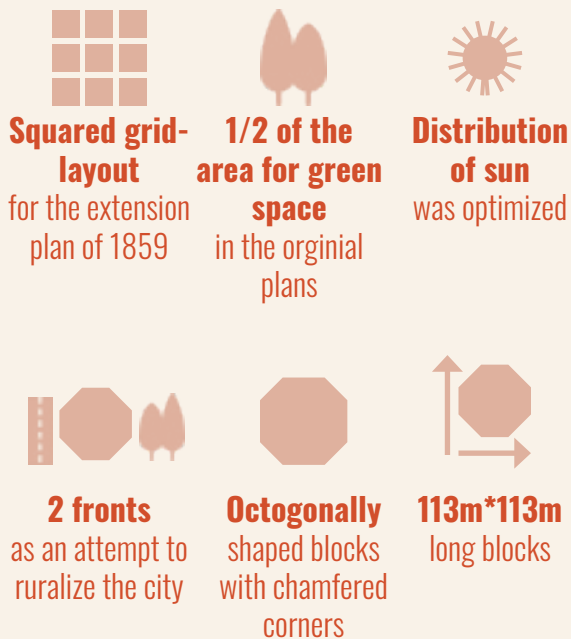 Squared grid-
layout
for the extension
plan of 1859
1/2 of the
area for green
space
in the orginial
plans
Distribution
of sun
was optimized
2 fronts
as an attempt to
ruralize the city
Octogonally
shaped blocks
with chamfered
corners
113m*113m
long blocks